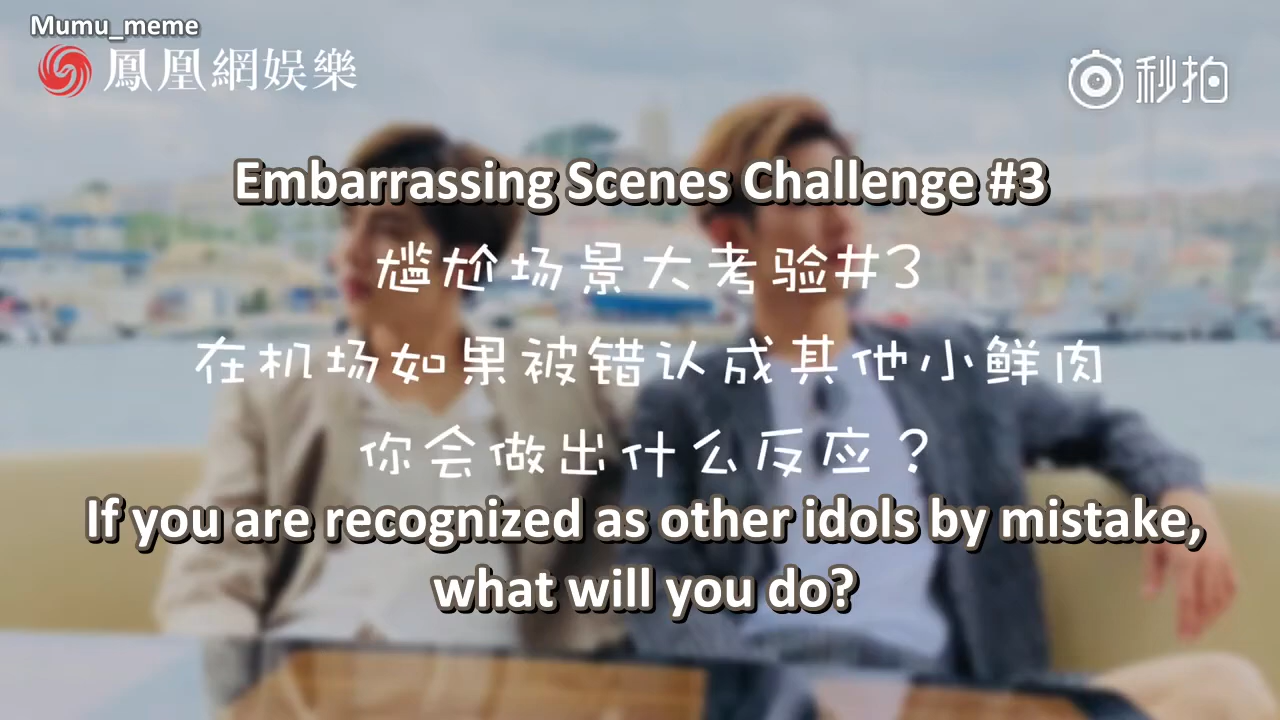 Mumu_meme
鳳凰網娱樂
秒拍
Embarrassing Scenes Challenge #3
尴尬场景大考验#3
在机场如果被错认成其他小鲜肉
你会做出什么反应？
If you are recognized as other idols by mistake,
what will you do?